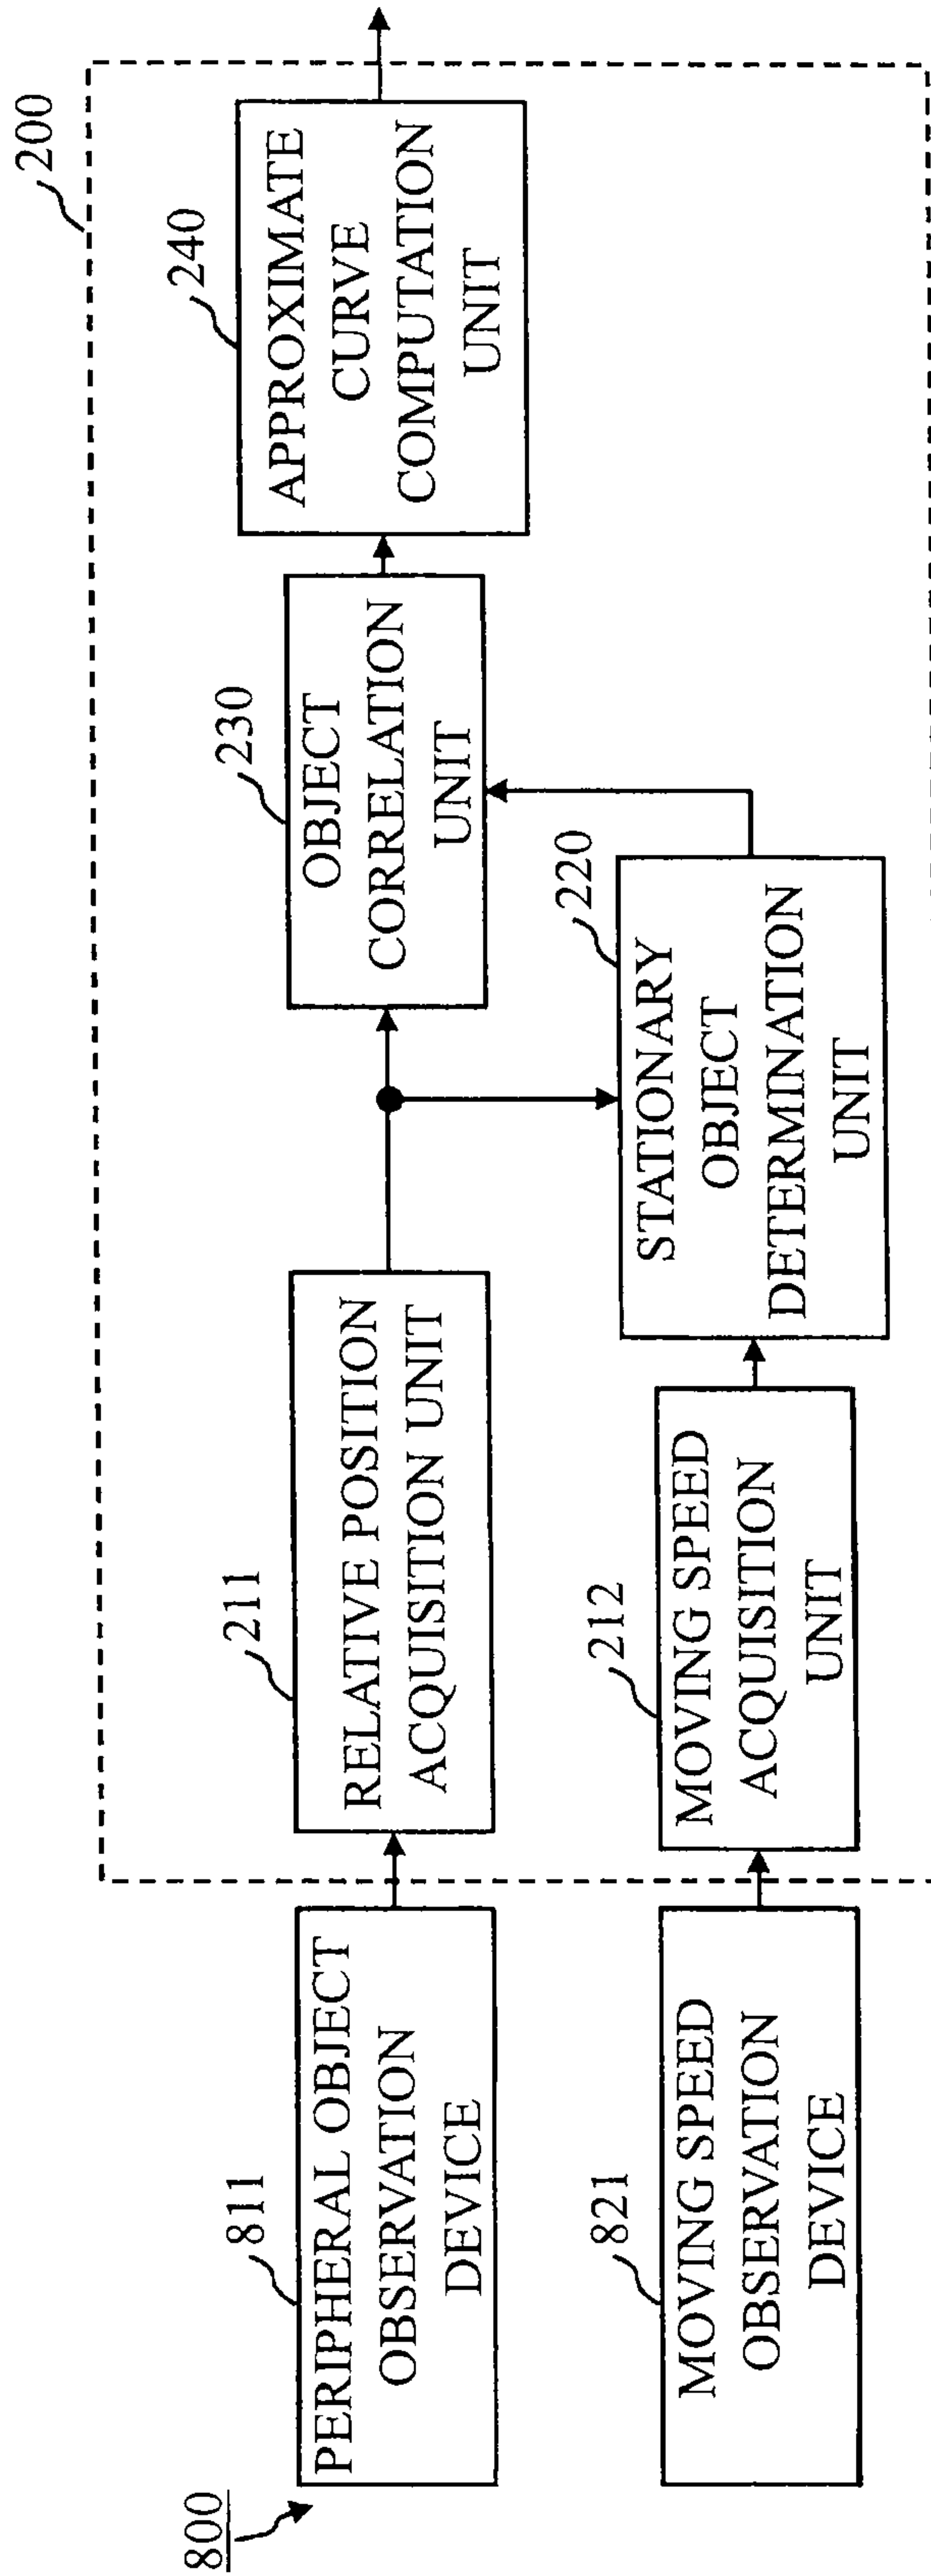 800
811
PERIPHERAL OBJECT
OBSERVATION
DEVICE
821
MOVING SPEED
OBSERVATION
DEVICE
200
211
RELATIVE POSITION
ACQUISITION UNIT
212
MOVING SPEED
ACQUISITION
UNIT
220
STATIONARY
OBJECT
DETERMINATION
UNIT
230
OBJECT
CORRELATION
UNIT
240
APPROXIMATE
CURVE
COMPUTATION
UNIT